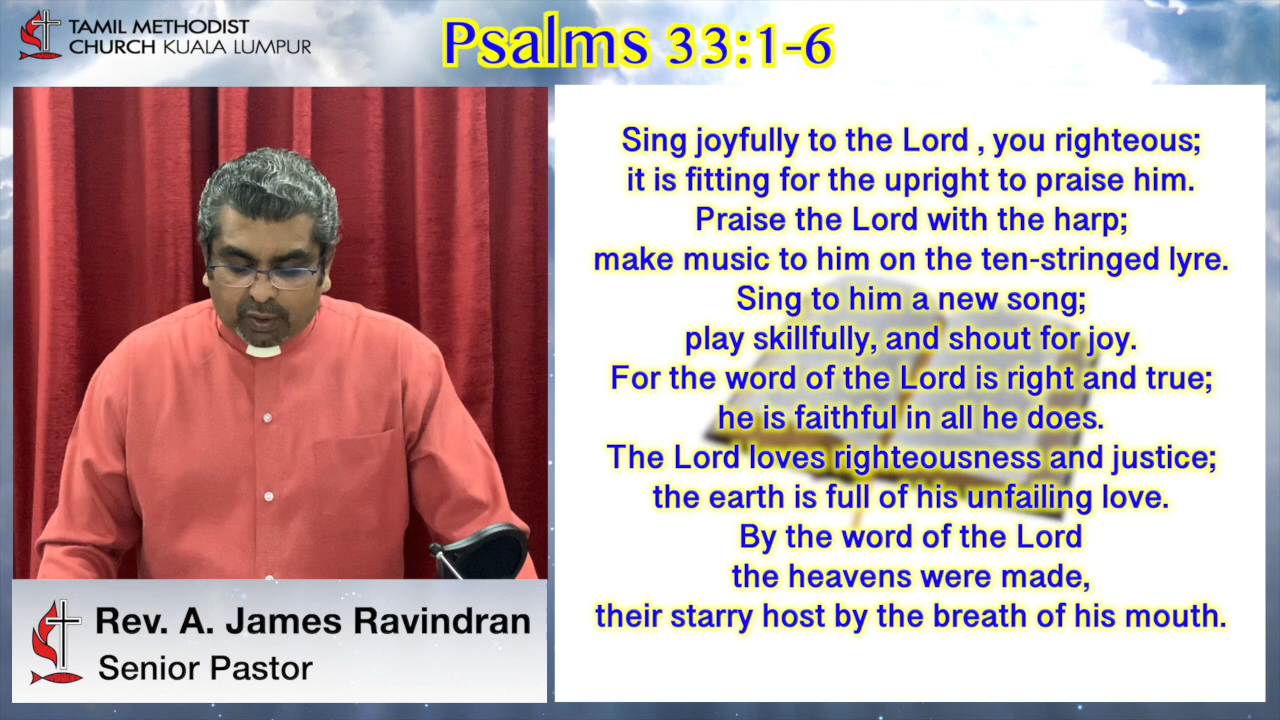 TAMIL METHODIST
CHURCH KUALA LUMPUR
Psalms 33:1-6
Sing joyfully to the Lord , you righteous;
it is fitting for the upright to praise him.
Praise the Lord with the harp;
make music to him on the ten-stringed lyre.
Sing to him a new song;
play skillfully, and shout for joy.
For the word of the Lord is right and true;
he is faithful in all he does.
The Lord loves righteousness and justice;
the earth is full of his unfailing love.
By the word of the Lord
the heavens were made,
their starry host by the breath of his mouth.
Rev. A. James Ravindran
Senior Pastor